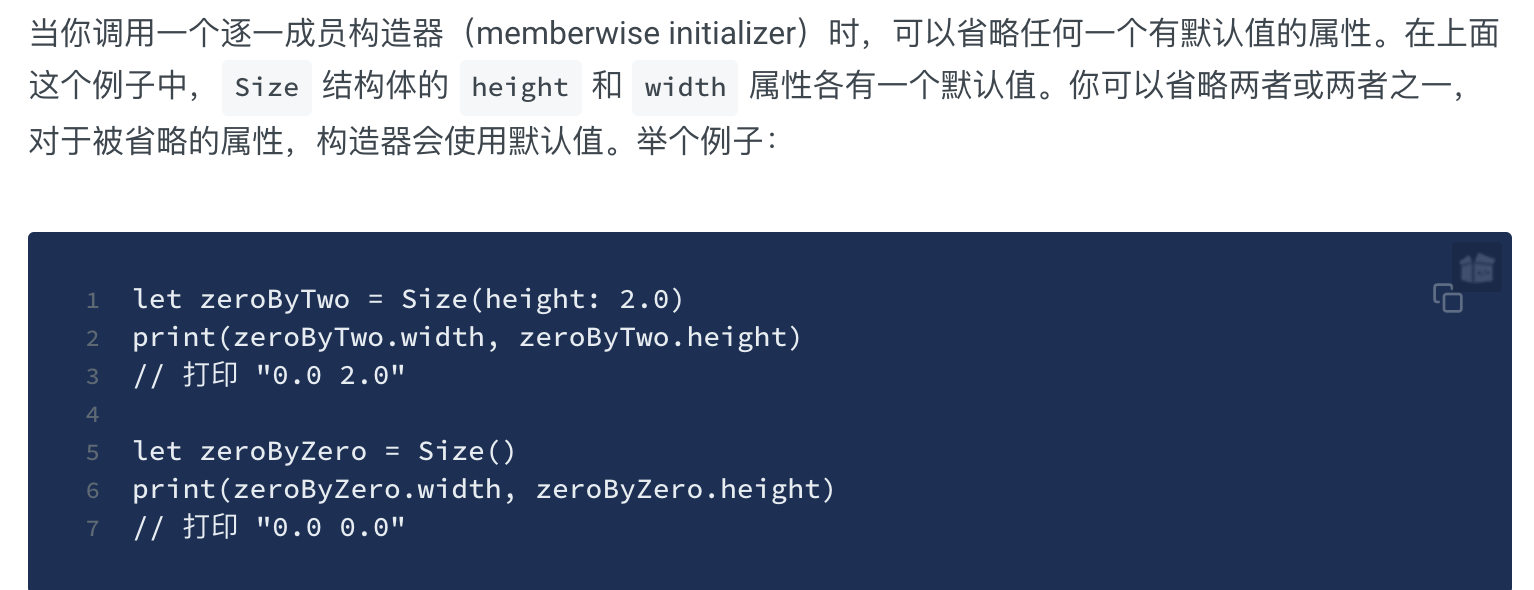 当你调用一个逐一成员构造器（memberwise initializer）时，可以省略任何一个有默认值的属性。在上面
这个例子中， Size 结构体的 height 和 width 属性各有一个默认值。你可以省略两者或两者之一，
对于被省略的属性，构造器会使用默认值。举个例子：
1 let zeroByTwo = Size(height: 2.0)
2 print(zeroByTwo.width, zeroByTwo.height)
3 // 打印 "0.0 2.0"
4
5 let zeroByZero = Size()
6 print(zeroByZero.width, zeroByZero.height)
7 // 打印 "0.0 0.0"